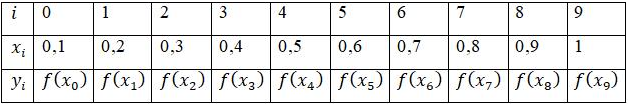 i 0 1 2 3 4 5 6 7 8 9
x_i 0,1 0,2 0,3 0,4 0,5 0,6 0,7 0,8 0,9 1
y_i f(x_0) f(x_1) f(x_2) f(x_3) f(x_4) f(x_5) f(x_6) f(x_7) f(x_8) f(x_9)